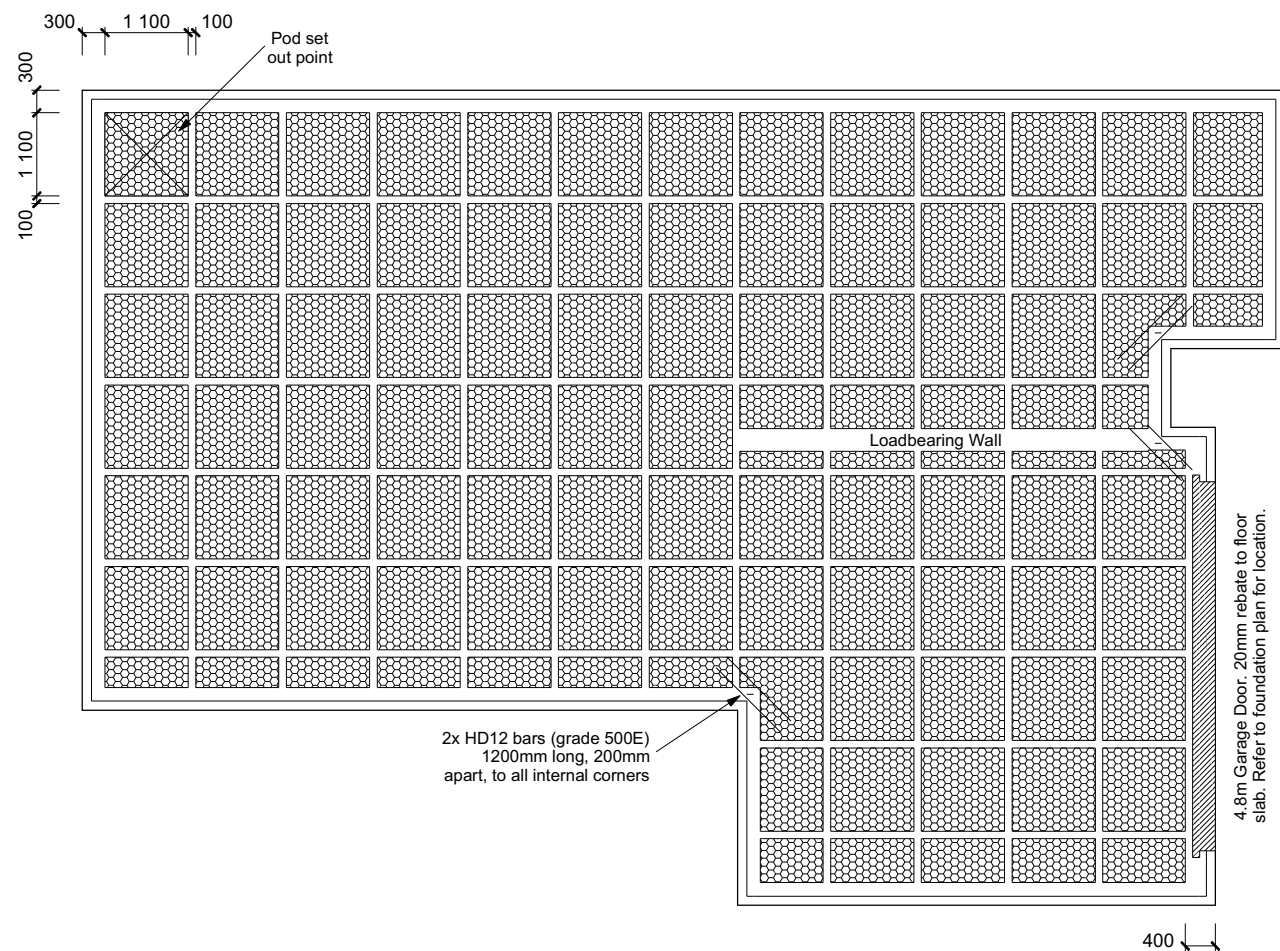 300
1 100
100
Pod set
out point
300
1 100
100
Loadbearing Wall
4.8m Garage Door. 20mm rebate to floor
slab. Refer to foundation plan for location.
2x HD12 bars (grade 500E)
1200mm long, 200mm
apart, to all internal corners
400